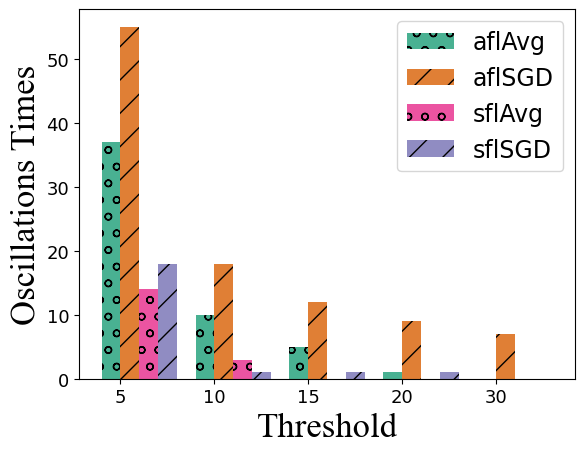 aflAvg
aflSGD
sflAvg
sflSGD
Oscillations Times
50
40
30
20
10
0
5 10 15 20 30
Threshold